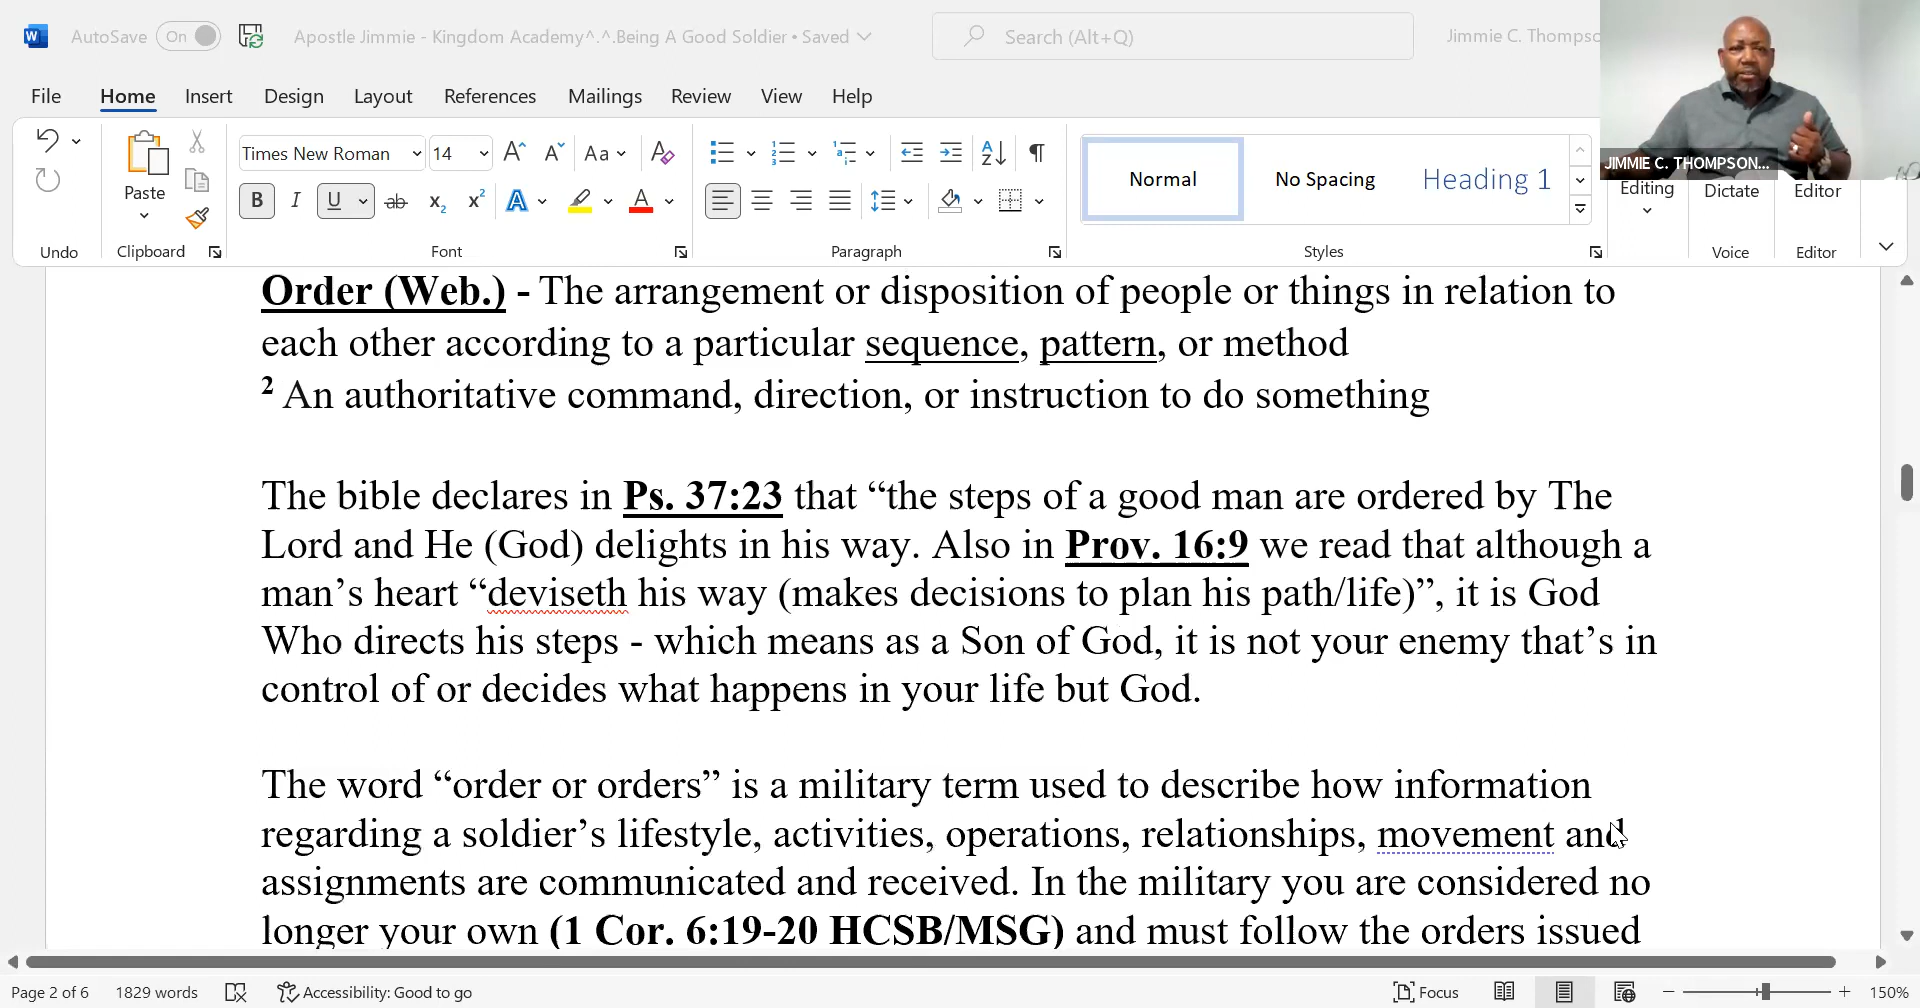 AutoSave On Apostle Jimmie - Kingdom Academy^.^.Being A Good Soldier • Saved Search (Alt+Q) Jimmie C. Thompso
File Home Insert Design Layout References Mailings Review View Help
JIMMIE C. THOMPSON...
Times New Roman 14 Aa
Paste Normal No Spacing Heading 1 Editing Dictate Editor
B I U ab x2 x2 A A
Undo Clipboard Font Paragraph Styles Voice Editor
Order (Web.) - The arrangement or disposition of people or things in relation to
each other according to a particular sequence, pattern, or method
2 An authoritative command, direction, or instruction to do something
The bible declares in Ps. 37:23 that “the steps of a good man are ordered by The
Lord and He (God) delights in his way. Also in Prov. 16:9 we read that although a
man’s heart “deviseth his way (makes decisions to plan his path/life)”, it is God
Who directs his steps - which means as a Son of God, it is not your enemy that’s in
control of or decides what happens in your life but God.
The word “order or orders” is a military term used to describe how information
regarding a soldier’s lifestyle, activities, operations, relationships, movement and
assignments are communicated and received. In the military you are considered no
longer your own (1 Cor. 6:19-20 HCSB/MSG) and must follow the orders issued
Page 2 of 6 1829 words Accessibility: Good to go Focus 150%